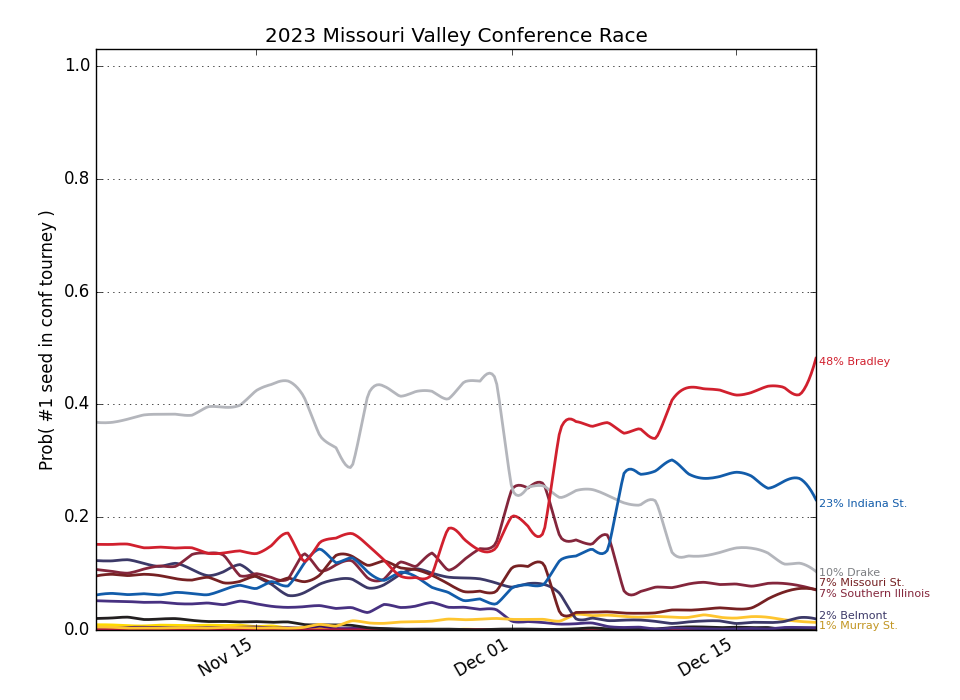 2023 Missouri Valley Conference Race
Prob( #1 seed in conf tourney )
1.0
0.8
0.6
0.4
0.2
0.0
Nov 15
Dec 01
Dec 15
48% Bradley
23% Indiana St.
10% Drake
7% Missouri St.
7% Southern Illinois
2% Belmont
1% Murray St.